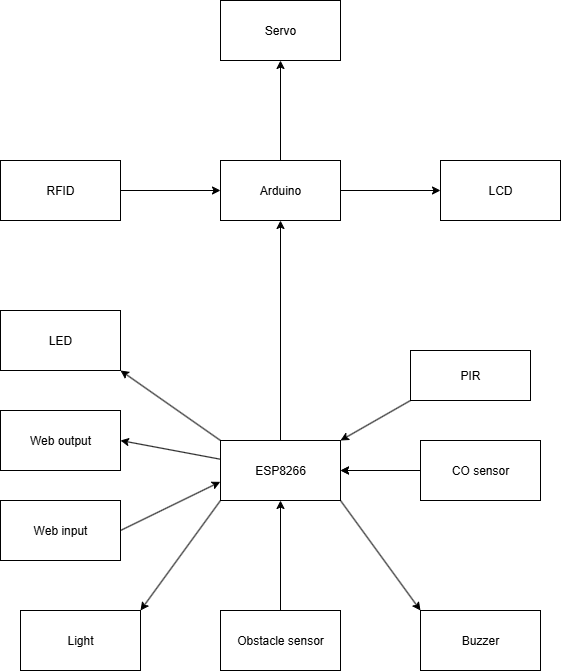 Servo
RFID
Arduino
LCD
LED
PIR
Web output
ESP8266
CO sensor
Web input
Light
Obstacle sensor
Buzzer